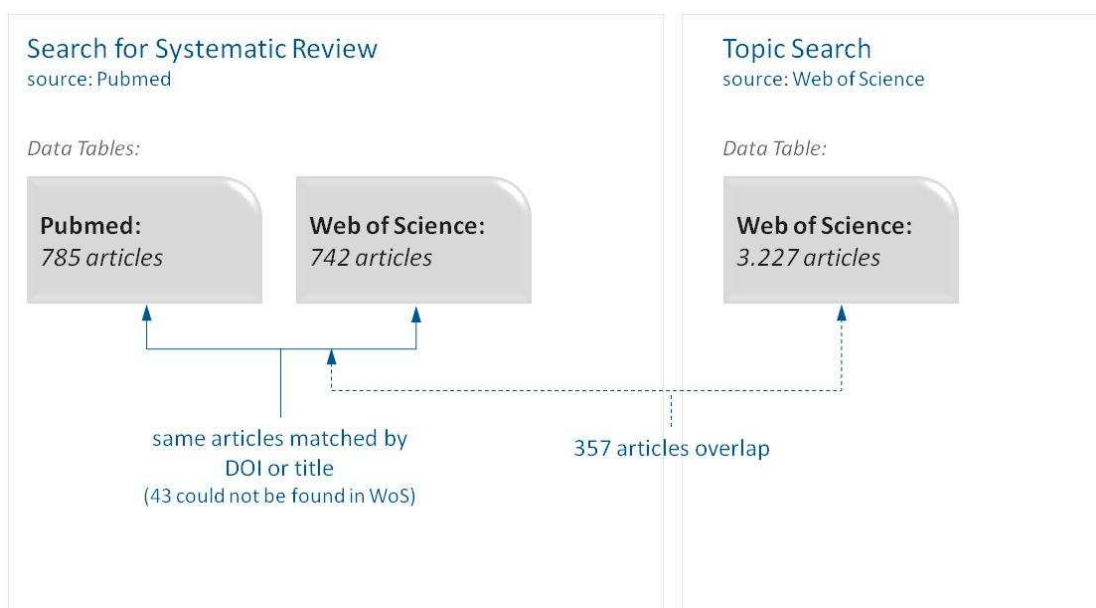 Search for Systematic Review
source: Pubmed
Data Tables:
Pubmed:
785 articles
Web of Science:
742 articles
same articles matched by
DOI or title
(43 could not be found in WoS)
Topic Search
source: Web of Science
Data Table:
Web of Science:
3.227 articles
357 articles overlap